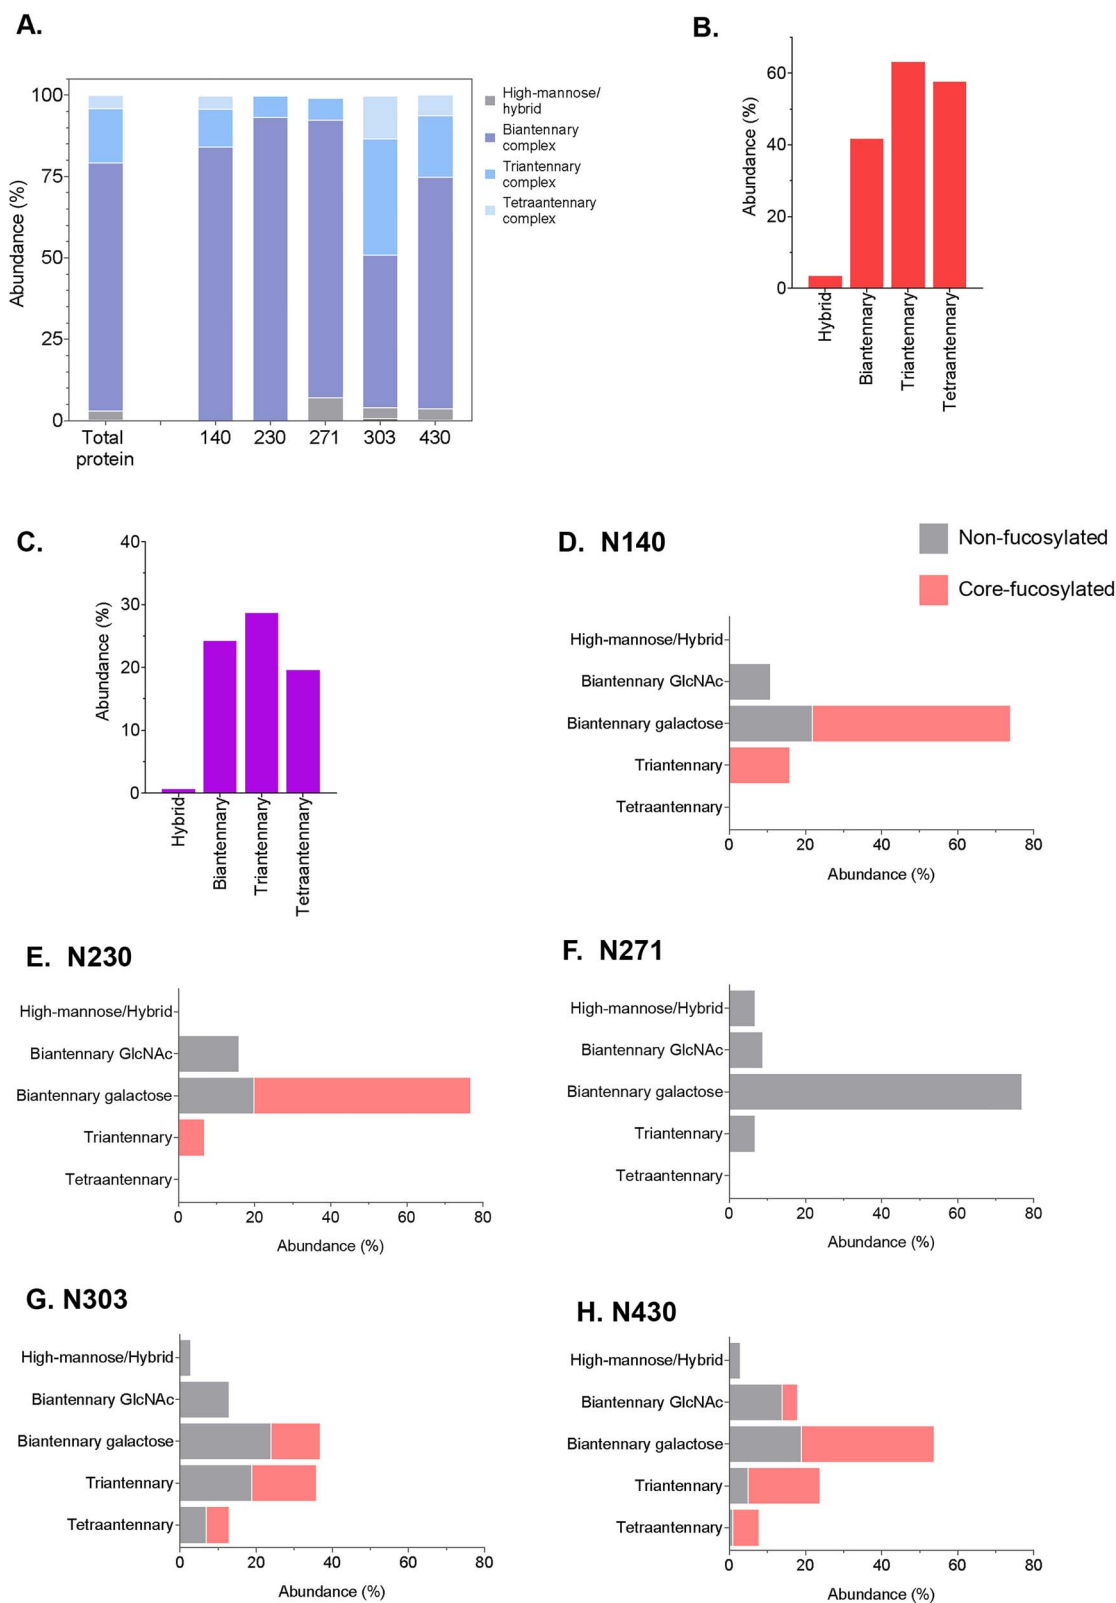 A.
Abundance (%)
100
75
50
25
0
Total
protein
140
230
271
303
430
High-mannose/
hybrid
Biantennary
complex
Triantennary
complex
Tetraantennary
complex
B.
Abundance (%)
60
40
20
0
Hybrid
Biantennary
Triantennary
Tetraantennary
C.
Abundance (%)
40
30
20
10
0
Hybrid
Biantennary
Triantennary
Tetraantennary
D. N140
Non-fucosylated
Core-fucosylated
High-mannose/Hybrid
Biantennary GlcNAc
Biantennary galactose
Triantennary
Tetraantennary
0 20 40 60 80
Abundance (%)
E. N230
High-mannose/Hybrid
Biantennary GlcNAc
Biantennary galactose
Triantennary
Tetraantennary
0 20 40 60 80
Abundance (%)
F. N271
High-mannose/Hybrid
Biantennary GlcNAc
Biantennary galactose
Triantennary
Tetraantennary
0 20 40 60 80
Abundance (%)
G. N303
High-mannose/Hybrid
Biantennary GlcNAc
Biantennary galactose
Triantennary
Tetraantennary
0 20 40 60 80
Abundance (%)
H. N430
High-mannose/Hybrid
Biantennary GlcNAc
Biantennary galactose
Triantennary
Tetraantennary
0 20 40 60 80
Abundance (%)